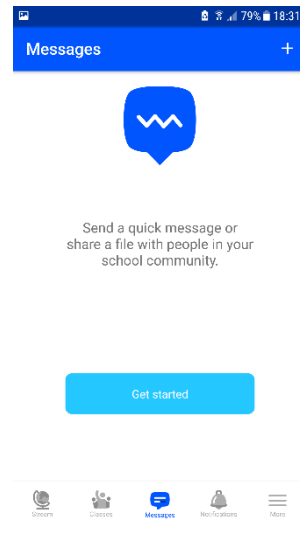 79% 18:31
Messages +
Send a quick message or
share a file with people in your
school community.
Get started
Stream Classes Messages Notifications More